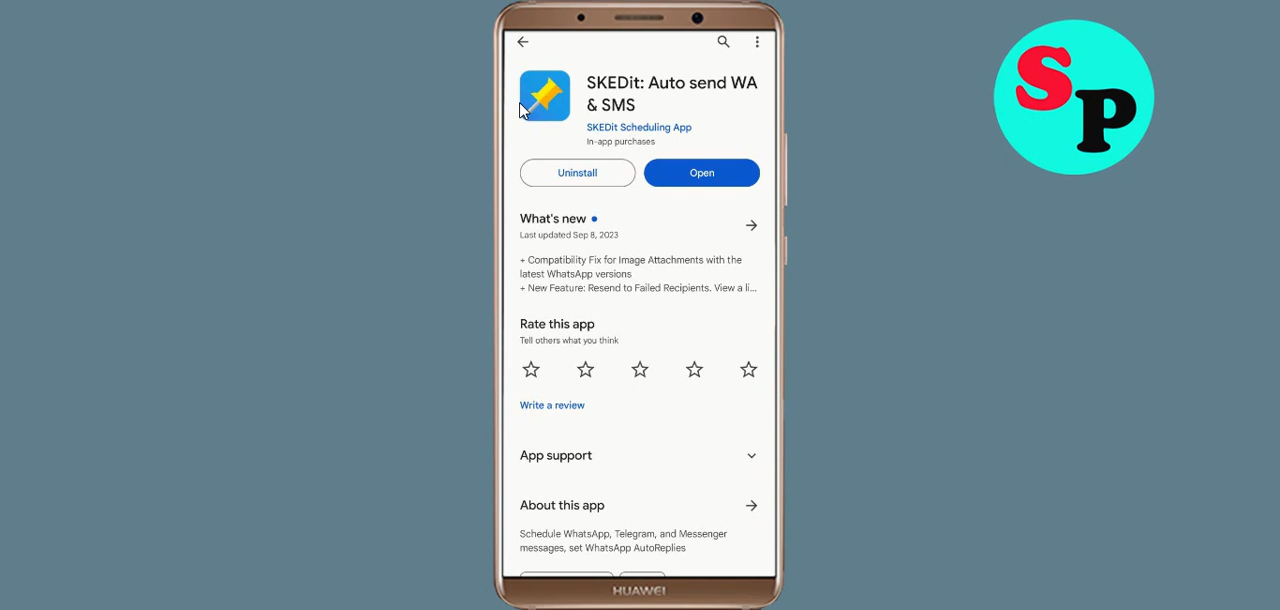 SKEDit: Auto send WA
& SMS
SKEDit Scheduling App
In-app purchases
Uninstall
Open
What's new
Last updated Sep 8, 2023
+ Compatibility Fix for Image Attachments with the
latest WhatsApp versions
+ New Feature: Resend to Failed Recipients. View a li...
Rate this app
Tell others what you think
Write a review
App support
About this app
Schedule WhatsApp, Telegram, and Messenger
messages, set WhatsApp AutoReplies
HUAWEI
SP